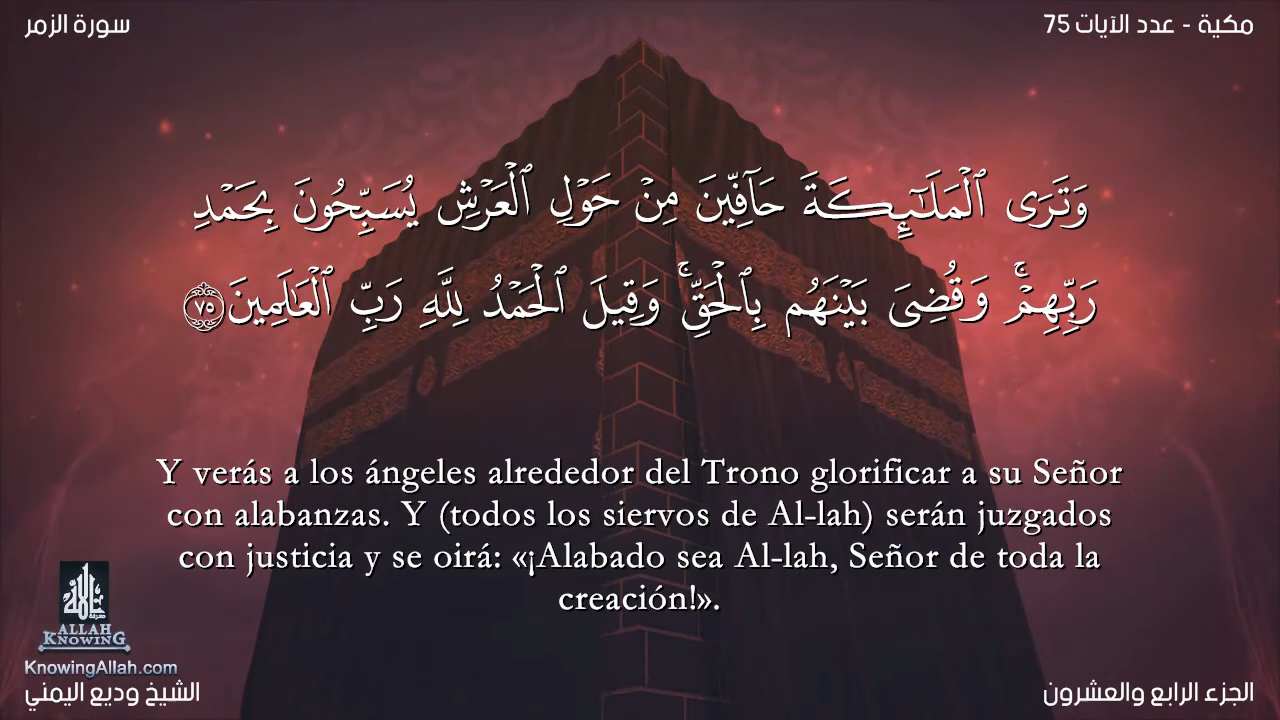 سورة الزمر
مكية - عدد الآيات 75
وَتَرَى ٱلْمَلَـٰٓئِكَةَ حَآفِّينَ مِنْ حَوْلِ ٱلْعَرْشِ يُسَبِّحُونَ بِحَمْدِ
رَبِّهِمْ ۖ وَقُضِىَ بَيْنَهُم بِٱلْحَقِّ وَقِيلَ ٱلْحَمْدُ لِلَّهِ رَبِّ ٱلْعَـٰلَمِينَ ٧٥
Y verás a los ángeles alrededor del Trono glorificar a su Señor
con alabanzas. Y (todos los siervos de Al-lah) serán juzgados
con justicia y se oirá: «¡Alabado sea Al-lah, Señor de toda la
creación!».
معرفة الله
ALLAH
KNOWING
KnowingAllah.com
الشيخ وديع اليمني
الجزء الرابع والعشرون